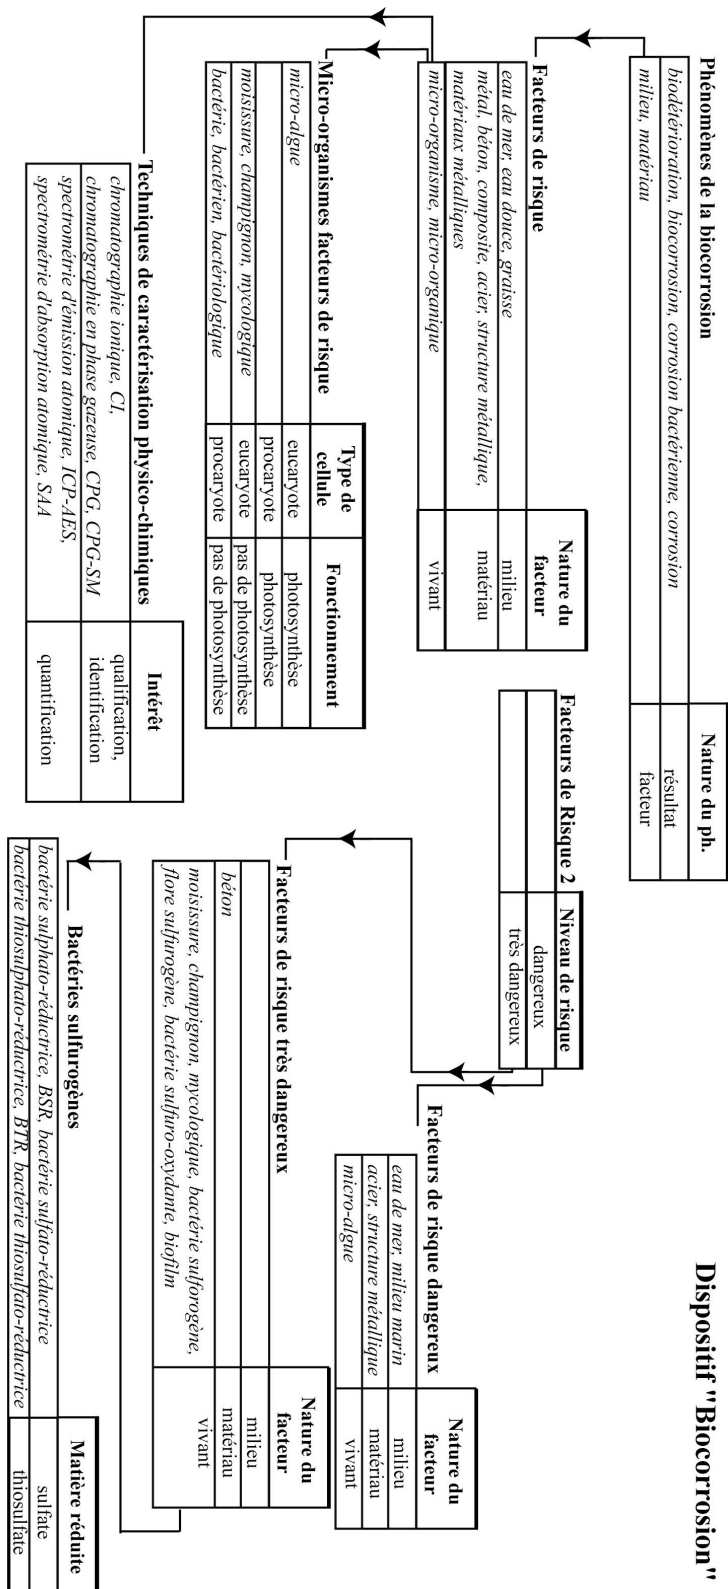 Dispositif "Biocorrosion"
Phénomènes de la biocorrosion
Nature du ph.
biodétérioration, biocorrosion, corrosion bactérienne, corrosion
résultat
milieu, matériau
facteur
Facteurs de risque
Nature du
facteur
eau de mer, eau douce, graisse
milieu
métal, béton, composite, acier, structure métallique,
matériaux métalliques
matériau
micro-organisme, micro-organique
vivant
Micro-organismes facteurs de risque
Type de
cellule
Fonctionnement
micro-algue
eucaryote
photosynthèse
procaryote
photosynthèse
moisissure, champignon, mycologique
eucaryote
pas de photosynthèse
bactérie, bactérien, bactériologique
procaryote
pas de photosynthèse
Techniques de caractérisation physico-chimiques
Intérêt
chromatographie ionique, CI,
chromatographie en phase gazeuse, CPG, CPG-SM
qualification,
identification
spectrométrie d'émission atomique, ICP-AES,
spectrométrie d'absorption atomique, SAA
quantification
Facteurs de Risque 2
Niveau de risque
dangereux
très dangereux
Facteurs de risque dangereux
Nature du
facteur
eau de mer, milieu marin
milieu
acier, structure métallique
matériau
micro-algue
vivant
Facteurs de risque très dangereux
Nature du
facteur
milieu
béton
matériau
moisissure, champignon, mycologique, bactérie sulforogène,
flore sulfurogène, bactérie sulfuro-oxydante, biofilm
vivant
Bactéries sulfurogènes
Matière réduite
bactérie sulphato-réductrice, BSR, bactérie sulfato-réductrice
sulfate
bactérie thiosulphato-réductrice, BTR, bactérie thiosulfato-réductrice
thiosulfate